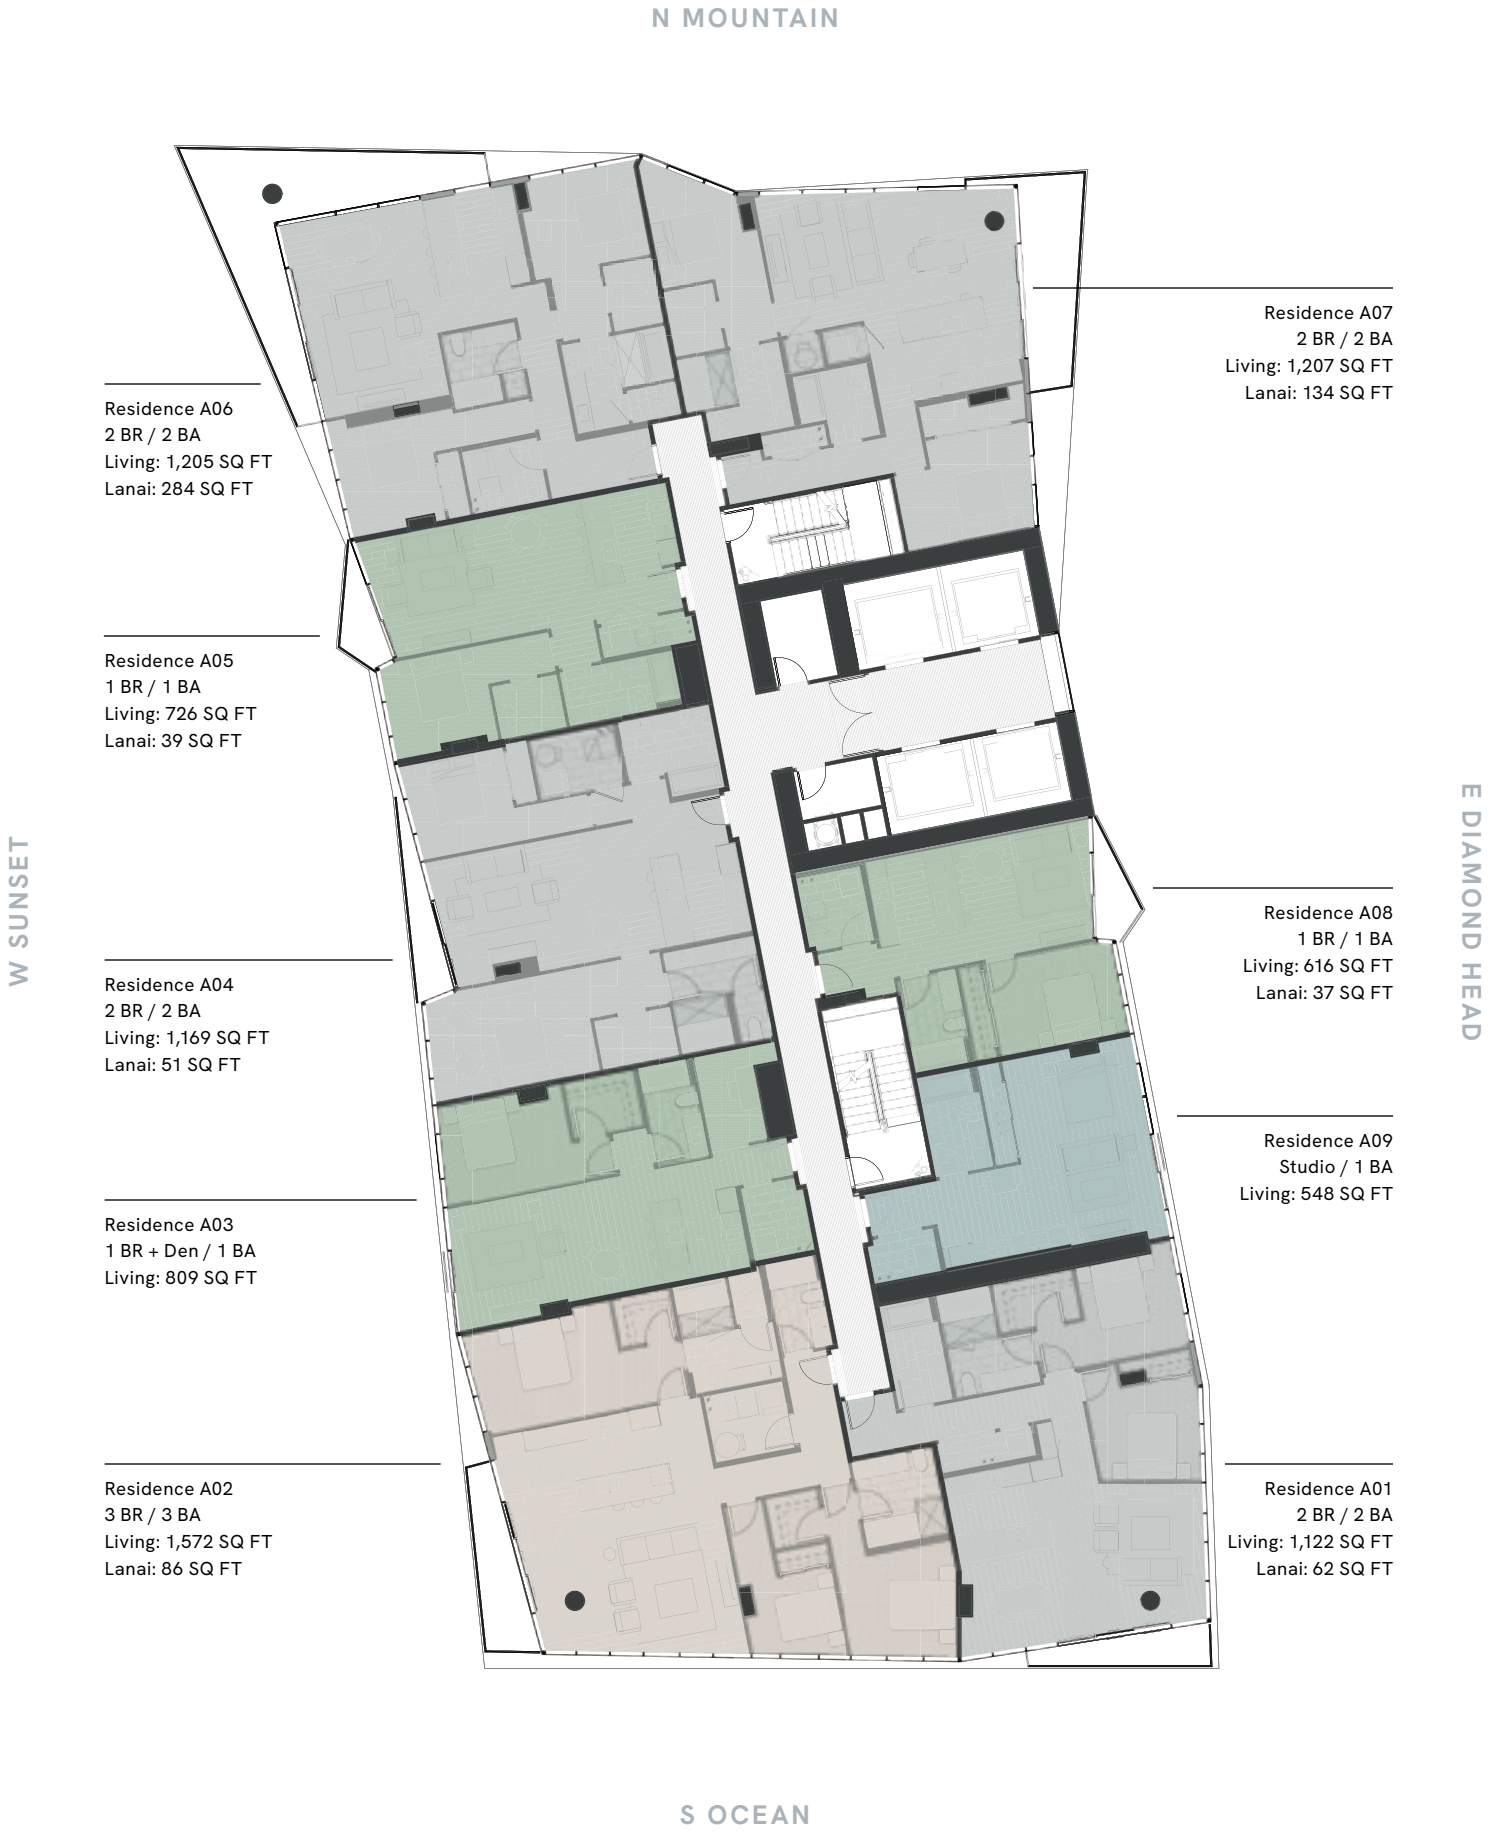 N MOUNTAIN
Residence A07
2 BR / 2 BA
Living: 1,207 SQ FT
Lanai: 134 SQ FT
Residence A06
2 BR / 2 BA
Living: 1,205 SQ FT
Lanai: 284 SQ FT
Residence A05
1 BR / 1 BA
Living: 726 SQ FT
Lanai: 39 SQ FT
W SUNSET
E DIAMOND HEAD
Residence A08
1 BR / 1 BA
Living: 616 SQ FT
Lanai: 37 SQ FT
Residence A04
2 BR / 2 BA
Living: 1,169 SQ FT
Lanai: 51 SQ FT
Residence A09
Studio / 1 BA
Living: 548 SQ FT
Residence A03
1 BR + Den / 1 BA
Living: 809 SQ FT
Residence A02
3 BR / 3 BA
Living: 1,572 SQ FT
Lanai: 86 SQ FT
Residence A01
2 BR / 2 BA
Living: 1,122 SQ FT
Lanai: 62 SQ FT
S OCEAN